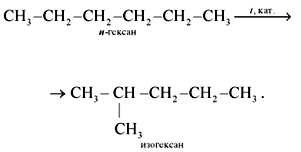 CH₃–CH₂–CH₂–CH₂–CH₂–CH₃ t, кат.→
н-гексан
→ CH₃–CH–CH₂–CH₂–CH₃.
|
CH₃
изогексан